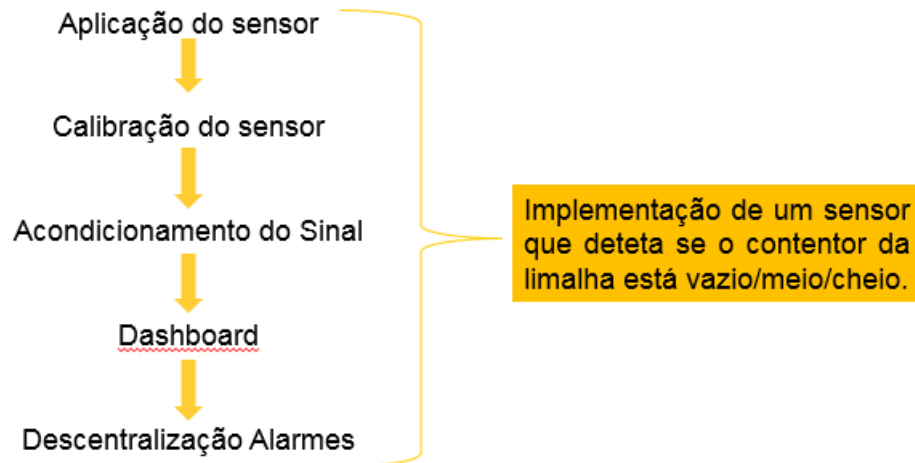 Aplicação do sensor
Calibração do sensor
Acondicionamento do Sinal
Dashboard
Descentralização Alarmes
Implementação de um sensor
que deteta se o contentor da
limalha está vazio/meio/cheio.